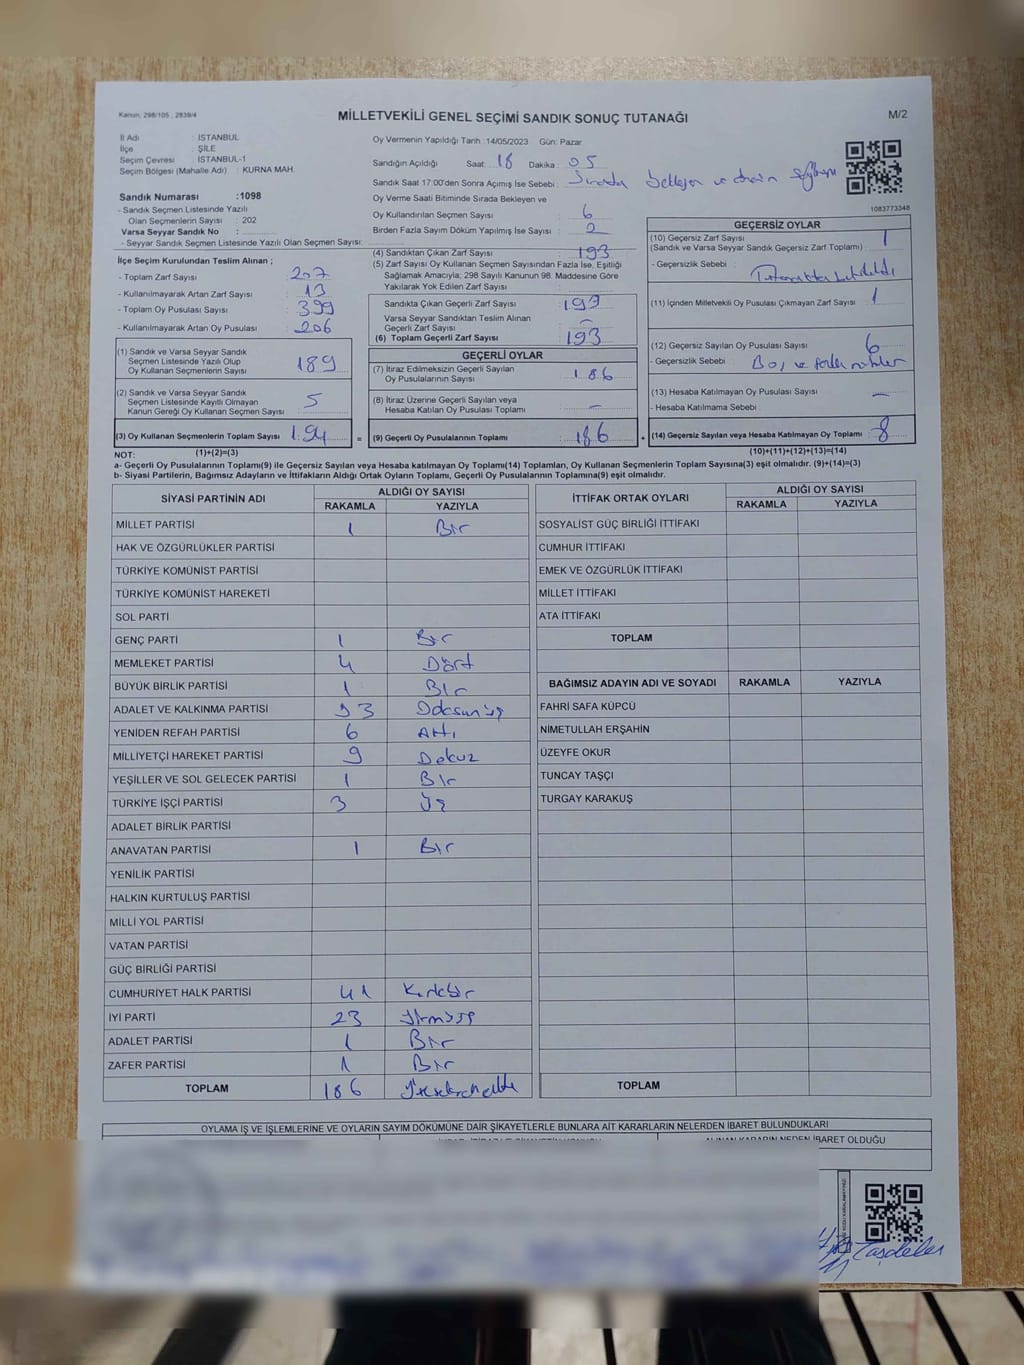 Kanun; 298/105 , 2839/4
MİLLETVEKİLİ GENEL SEÇİMİ SANDIK SONUÇ TUTANAĞI
M/2
İl Adı : İSTANBUL
İlçe : ŞİLE
Seçim Çevresi : İSTANBUL-1
Seçim Bölgesi (Mahalle Adı) : KURNA MAH.
Oy Vermenin Yapıldığı Tarih :14/05/2023 Gün: Pazar
Sandığın Açıldığı Saat: 18 Dakika : 05
Sandık Saat 17:00'den Sonra Açımış İse Sebebi : Sırada bekleyen ve
Oy Verme Saati Bitiminde Sırada Bekleyen ve
Oy Kullandırılan Seçmen Sayısı : 6
Birden Fazla Sayım Döküm Yapılmış İse Sayısı : 2
1083773348
Sandık Numarası :1098
- Sandık Seçmen Listesinde Yazılı
Olan Seçmenlerin Sayısı : 202
Varsa Seyyar Sandık No :
- Seyyar Sandık Seçmen Listesinde Yazılı Olan Seçmen Sayısı:
İlçe Seçim Kurulundan Teslim Alınan ;
- Toplam Zarf Sayısı : 207
- Kullanılmayarak Artan Zarf Sayısı : 13
- Toplam Oy Pusulası Sayısı : 399
- Kullanılmayarak Artan Oy Pusulası : 206
(1) Sandık ve Varsa Seyyar Sandık
Seçmen Listesinde Yazılı Olup
Oy Kullanan Seçmen Sayısı : 189
(2) Sandık ve Varsa Seyyar Sandık
Seçmen Listesinde Kayıtlı Olmayan
Kanun Gereği Oy Kullanan Seçmen Sayısı : 5
(3) Oy Kullanan Seçmenlerin Toplam Sayısı : 194 =
(1)+(2)=(3)
(4) Sandıktan Çıkan Zarf Sayısı : 193
(5) Zarf Sayısı Oy Kullanan Seçmen Sayısından Fazla İse, Eşitliği
Sağlamak Amacıyla; 298 Sayılı Kanunun 98. Maddesine Göre
Yakılarak Yok Edilen Zarf Sayısı :
Sandıkta Çıkan Geçerli Zarf Sayısı : 193
Varsa Seyyar Sandıktan Teslim Alınan
Geçerli Zarf Sayısı : -
(6) Toplam Geçerli Zarf Sayısı : 193
GEÇERLİ OYLAR
(7) İtiraz Edilmeksizin Geçerli Sayılan
Oy Pusulalarının Sayısı : 186
(8) İtiraz Üzerine Geçerli Sayılan veya
Hesaba Katılan Oy Pusulası Toplamı : -
(9) Geçerli Oy Pusulalarının Toplamı : 186 +
GEÇERSİZ OYLAR
(10) Geçersiz Zarf Sayısı : 1
(Sandık ve Varsa Seyyar Sandık Geçersiz Zarf Toplamı)
- Geçersizlik Sebebi :
(11) İçinden Milletvekili Oy Pusulası Çıkmayan Zarf Sayısı : 1
(12) Geçersiz Sayılan Oy Pusulası Sayısı : 6
- Geçersizlik Sebebi : Boş ve
(13) Hesaba Katılmayan Oy Pusulası Sayısı : -
- Hesaba Katılmama Sebebi :
(14) Geçersiz Sayılan veya Hesaba Katılmayan Oy Toplamı : 8
(10)+(11)+(12)+(13)=(14)
NOT:
a- Geçerli Oy Pusulalarının Toplamı(9) ile Geçersiz Sayılan veya Hesaba katılmayan Oy Toplamı(14) Toplamları, Oy Kullanan Seçmenlerin Toplam Sayısına(3) eşit olmalıdır. (9)+(14)=(3)
b- Siyasi Partilerin, Bağımsız Adayların ve İttifakların Aldığı Ortak Oyların Toplamı, Geçerli Oy Pusulalarının Toplamına(9) eşit olmalıdır.
SİYASİ PARTİNİN ADI ALDIĞI OY SAYISI
RAKAMLA YAZIYLA
MİLLET PARTİSİ 1 Bir
HAK VE ÖZGÜRLÜKLER PARTİSİ
TÜRKİYE KOMÜNİST PARTİSİ
TÜRKİYE KOMÜNİST HAREKETİ
SOL PARTİ
GENÇ PARTİ 1 Bir
MEMLEKET PARTİSİ 4 Dört
BÜYÜK BİRLİK PARTİSİ 1 Bir
ADALET VE KALKINMA PARTİSİ 93 Doksanüç
YENİDEN REFAH PARTİSİ 6 Altı
MİLLİYETÇİ HAREKET PARTİSİ 9 Dokuz
YEŞİLLER VE SOL GELECEK PARTİSİ 1 Bir
TÜRKİYE İŞÇİ PARTİSİ 3 Üç
ADALET BİRLİK PARTİSİ
ANAVATAN PARTİSİ 1 Bir
YENİLİK PARTİSİ
HALKIN KURTULUŞ PARTİSİ
MİLLİ YOL PARTİSİ
VATAN PARTİSİ
GÜÇ BİRLİĞİ PARTİSİ
CUMHURİYET HALK PARTİSİ 41 Kırkbir
İYİ PARTİ 23 Yirmiüç
ADALET PARTİSİ 1 Bir
ZAFER PARTİSİ 1 Bir
TOPLAM 186 Yüzseksenaltı
İTTİFAK ORTAK OYLARI ALDIĞI OY SAYISI
RAKAMLA YAZIYLA
SOSYALİST GÜÇ BİRLİĞİ İTTİFAKI
CUMHUR İTTİFAKI
EMEK VE ÖZGÜRLÜK İTTİFAKI
MİLLET İTTİFAKI
ATA İTTİFAKI
TOPLAM
BAĞIMSIZ ADAYIN ADI VE SOYADI RAKAMLA YAZIYLA
FAHRİ SAFA KÜPCÜ
NİMETULLAH ERŞAHİN
ÜZEYFE OKUR
TUNCAY TAŞÇI
TURGAY KARAKUŞ
TOPLAM
OYLAMA İŞ VE İŞLEMLERİNE VE OYLARIN SAYIM DÖKÜMÜNE DAİR ŞİKAYETLERLE BUNLARA AİT KARARLARIN NELERDEN İBARET BULUNDUKLARI
ALINAN KARARIN NEDEN İBARET OLDUĞU
Taşdelen